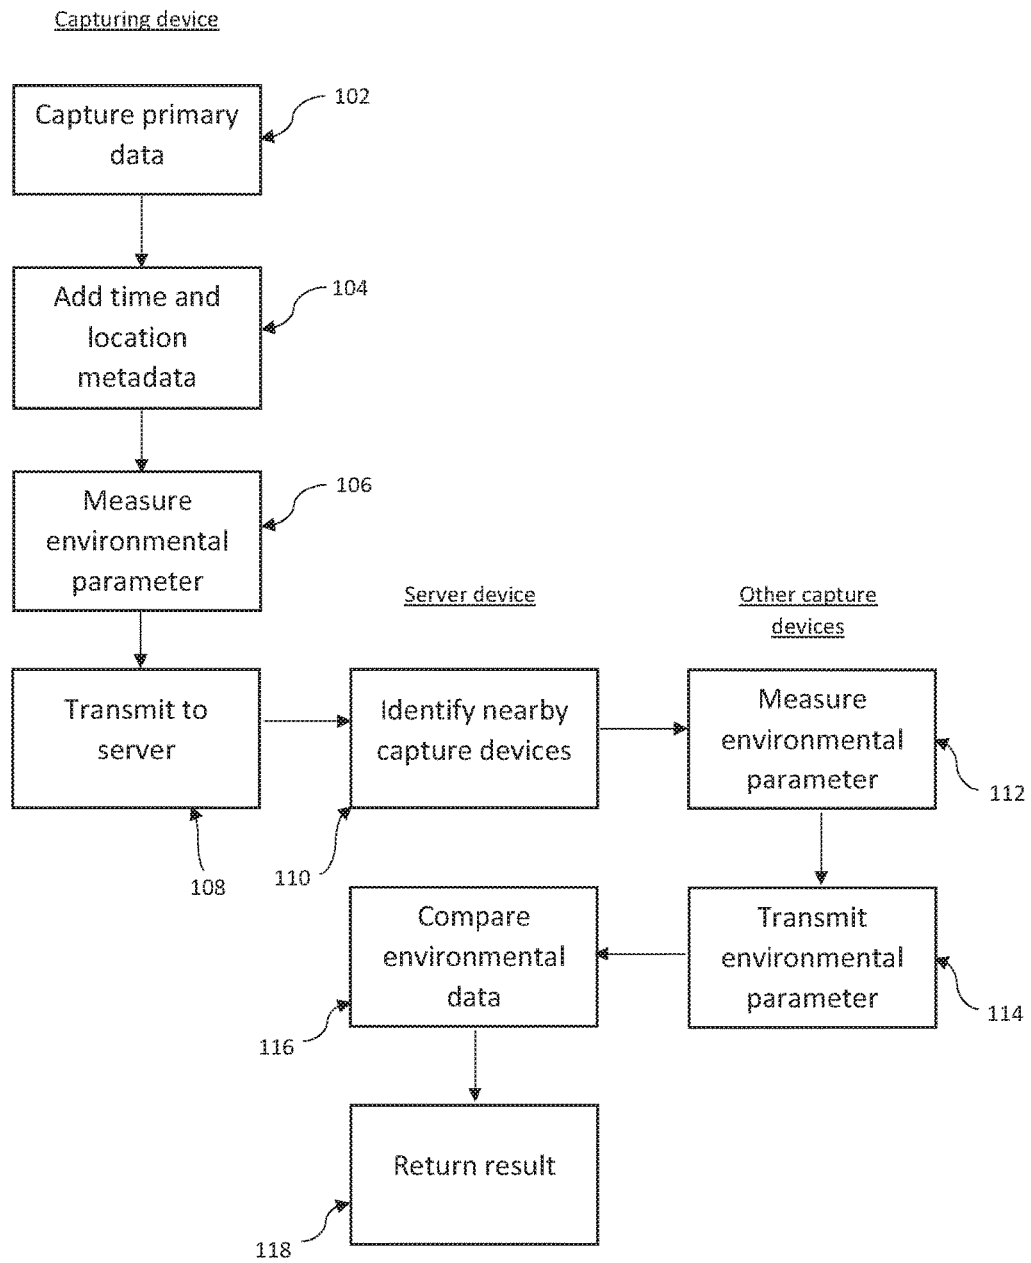 Capturing device
102
Capture primary
data
104
Add time and
location
metadata
106
Measure
environmental
parameter
Server device
Other capture
devices
Transmit to
server
108
Identify nearby
capture devices
110
Measure
environmental
parameter
112
Compare
environmental
data
116
Transmit
environmental
parameter
114
Return result
118